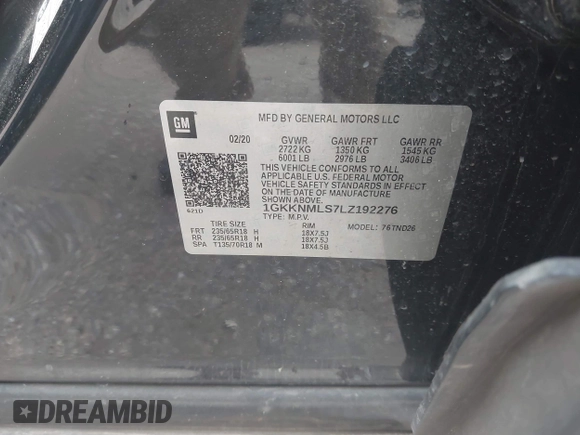 GM
MFD BY GENERAL MOTORS LLC
02/20 GVWR GAWR FRT GAWR RR
2722 KG 1350 KG 1545 KG
6001 LB 2976 LB 3406 LB
THIS VEHICLE CONFORMS TO ALL
APPLICABLE U.S. FEDERAL MOTOR
VEHICLE SAFETY STANDARDS IN EFFECT
ON THE DATE OF MANUFACTURE
SHOWN ABOVE.
1GKKNMLS7LZ192276
621D TYPE: M.P.V.
TIRE SIZE RIM MODEL: 76TND26
FRT 235/65R18 H 18X7.5J
RR 235/65R18 H 18X7.5J
SPA T135/70R18 M 18X4.5B
DREAMBID